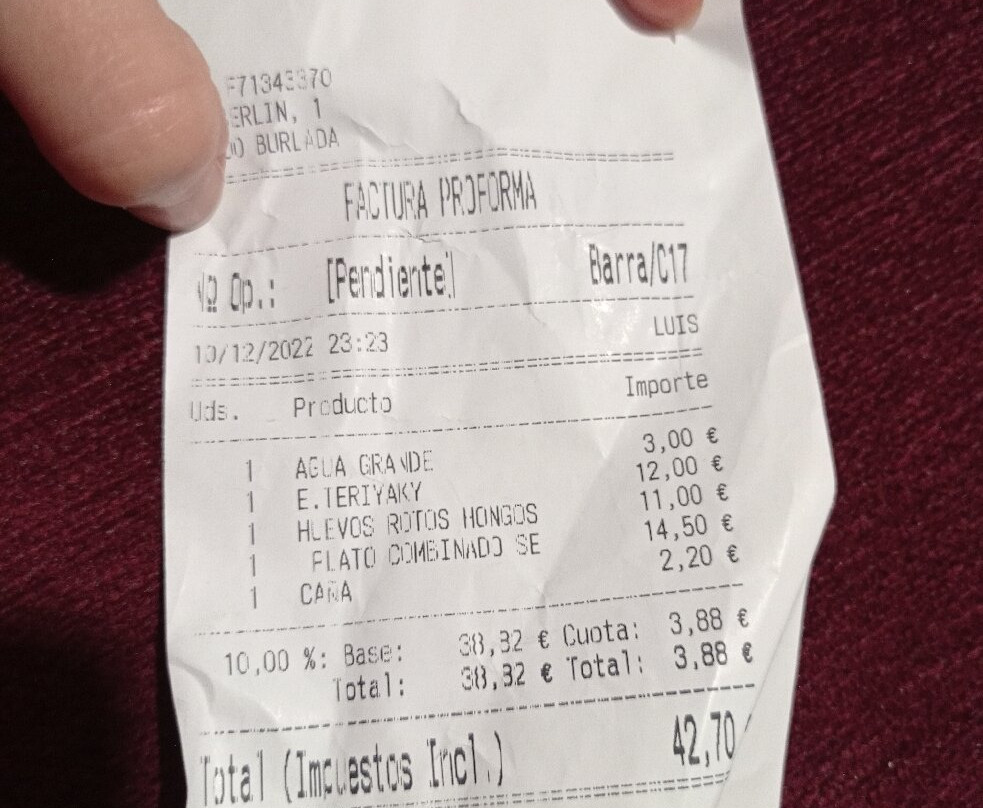 F71343370
ERLIN, 1
) BURLADA
FACTURA PROFORMA
Nº Op.: [Pendiente] Barra/C17
10/12/2022 23:23 LUIS
Uds. Producto Importe
1 AGUA GRANDE 3,00 €
1 E.TERIYAKY 12,00 €
1 HUEVOS ROTOS HONGOS 11,00 €
1 PLATO COMBINADO SE 14,50 €
1 CAÑA 2,20 €
10,00 %: Base: 38,82 € Cuota: 3,88 €
Total: 38,82 € Total: 3,88 €
Total (Impuestos Incl.) 42,70